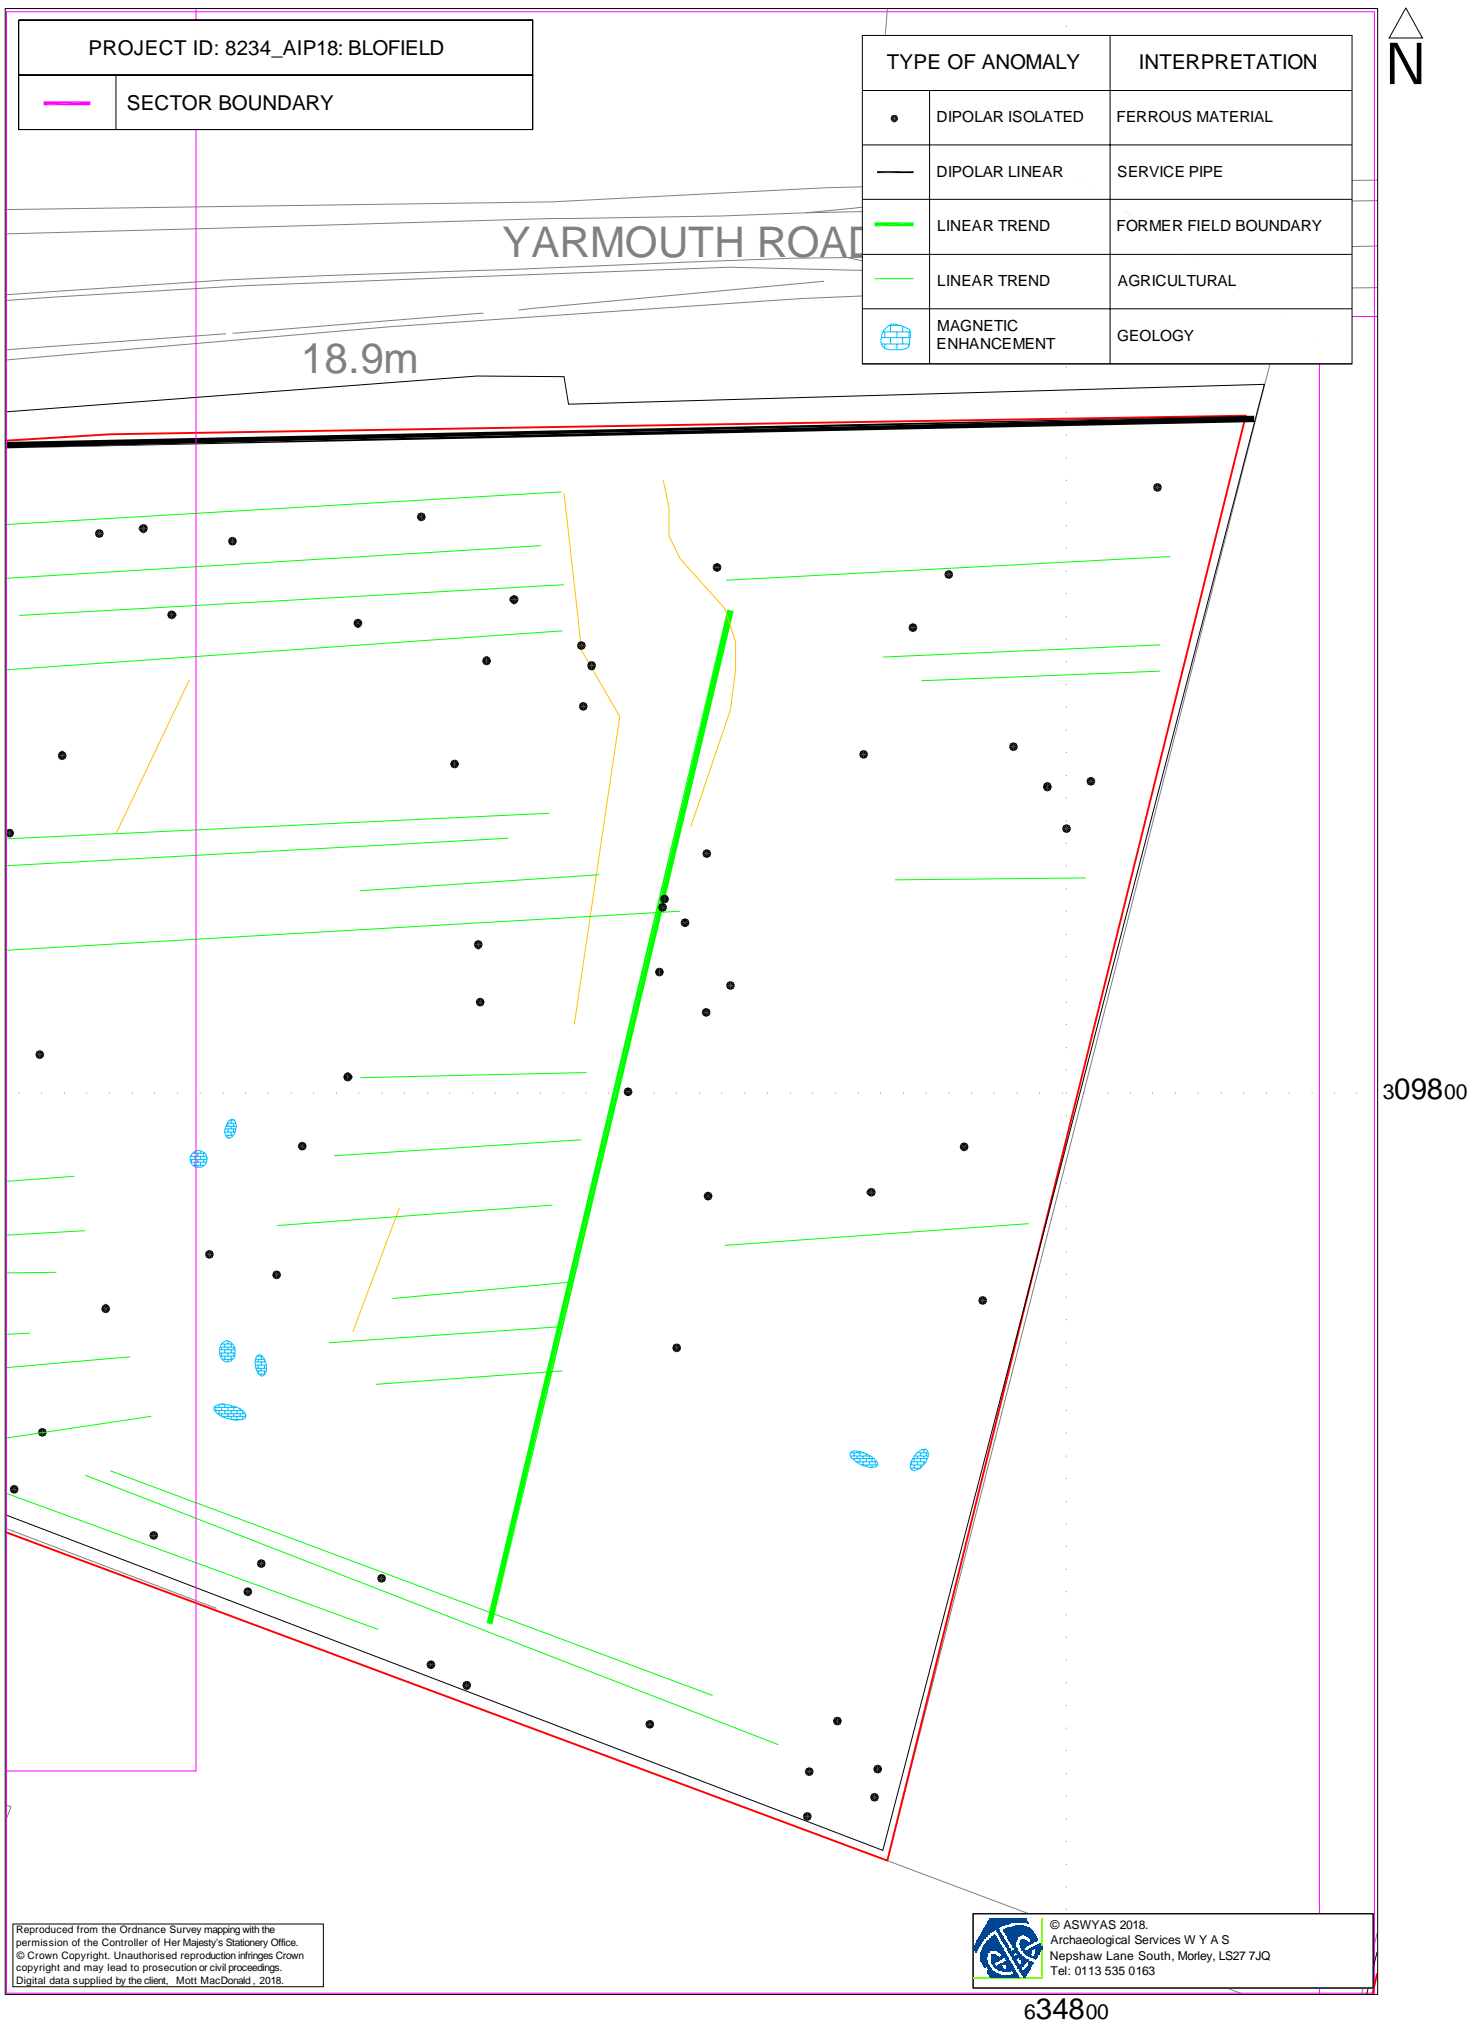 PROJECT ID: 8234_AIP18: BLOFIELD
SECTOR BOUNDARY
TYPE OF ANOMALY INTERPRETATION
DIPOLAR ISOLATED FERROUS MATERIAL
DIPOLAR LINEAR SERVICE PIPE
LINEAR TREND FORMER FIELD BOUNDARY
LINEAR TREND AGRICULTURAL
MAGNETIC
ENHANCEMENT GEOLOGY
N
YARMOUTH ROAD
18.9m
309800
Reproduced from the Ordnance Survey mapping with the
permission of the Controller of Her Majesty's Stationery Office.
© Crown Copyright. Unauthorised reproduction infringes Crown
copyright and may lead to prosecution or civil proceedings.
Digital data supplied by the client, Mott MacDonald, 2018.
© ASWYAS 2018.
Archaeological Services W Y A S
Nepshaw Lane South, Morley, LS27 7JQ
Tel: 0113 535 0163
634800